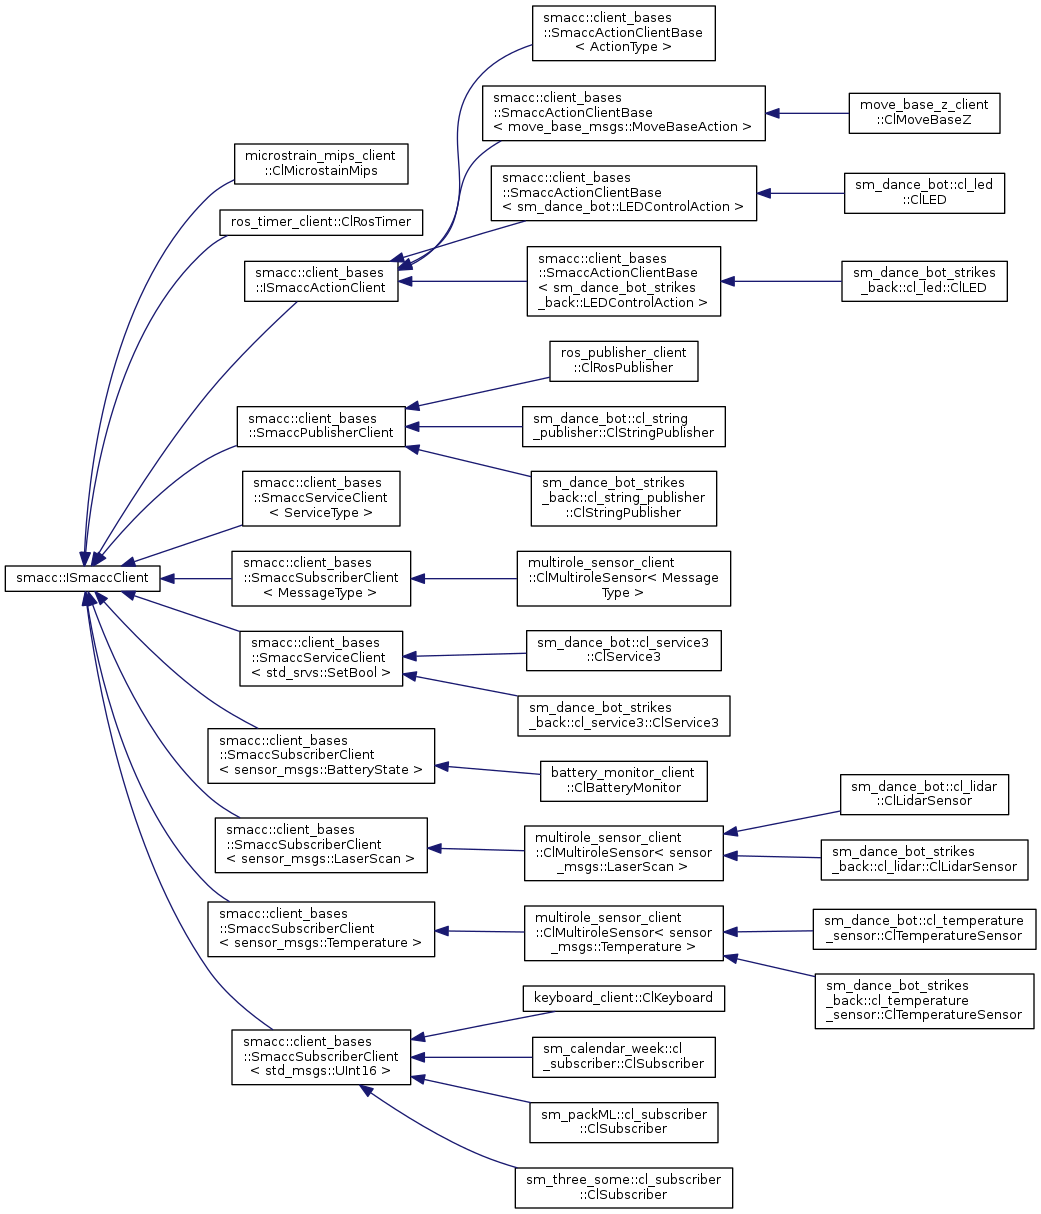 smacc::client_bases
::SmaccActionClientBase
< ActionType >
smacc::client_bases
::SmaccActionClientBase
< move_base_msgs::MoveBaseAction >
move_base_z_client
::ClMoveBaseZ
microstrain_mips_client
::ClMicrostainMips
smacc::client_bases
::SmaccActionClientBase
< sm_dance_bot::LEDControlAction >
sm_dance_bot::cl_led
::ClLED
ros_timer_client::ClRosTimer
smacc::client_bases
::ISmaccActionClient
smacc::client_bases
::SmaccActionClientBase
< sm_dance_bot_strikes
_back::LEDControlAction >
sm_dance_bot_strikes
_back::cl_led::ClLED
ros_publisher_client
::ClRosPublisher
smacc::client_bases
::SmaccPublisherClient
sm_dance_bot::cl_string
_publisher::ClStringPublisher
smacc::client_bases
::SmaccServiceClient
< ServiceType >
sm_dance_bot_strikes
_back::cl_string_publisher
::ClStringPublisher
smacc::ISmaccClient
smacc::client_bases
::SmaccSubscriberClient
< MessageType >
multirole_sensor_client
::ClMultiroleSensor< Message
Type >
smacc::client_bases
::SmaccServiceClient
< std_srvs::SetBool >
sm_dance_bot::cl_service3
::ClService3
sm_dance_bot_strikes
_back::cl_service3::ClService3
smacc::client_bases
::SmaccSubscriberClient
< sensor_msgs::BatteryState >
battery_monitor_client
::ClBatteryMonitor
smacc::client_bases
::SmaccSubscriberClient
< sensor_msgs::LaserScan >
multirole_sensor_client
::ClMultiroleSensor< sensor
_msgs::LaserScan >
sm_dance_bot::cl_lidar
::ClLidarSensor
sm_dance_bot_strikes
_back::cl_lidar::ClLidarSensor
smacc::client_bases
::SmaccSubscriberClient
< sensor_msgs::Temperature >
multirole_sensor_client
::ClMultiroleSensor< sensor
_msgs::Temperature >
sm_dance_bot::cl_temperature
_sensor::ClTemperatureSensor
sm_dance_bot_strikes
_back::cl_temperature
_sensor::ClTemperatureSensor
smacc::client_bases
::SmaccSubscriberClient
< std_msgs::UInt16 >
keyboard_client::ClKeyboard
sm_calendar_week::cl
_subscriber::ClSubscriber
sm_packML::cl_subscriber
::ClSubscriber
sm_three_some::cl_subscriber
::ClSubscriber